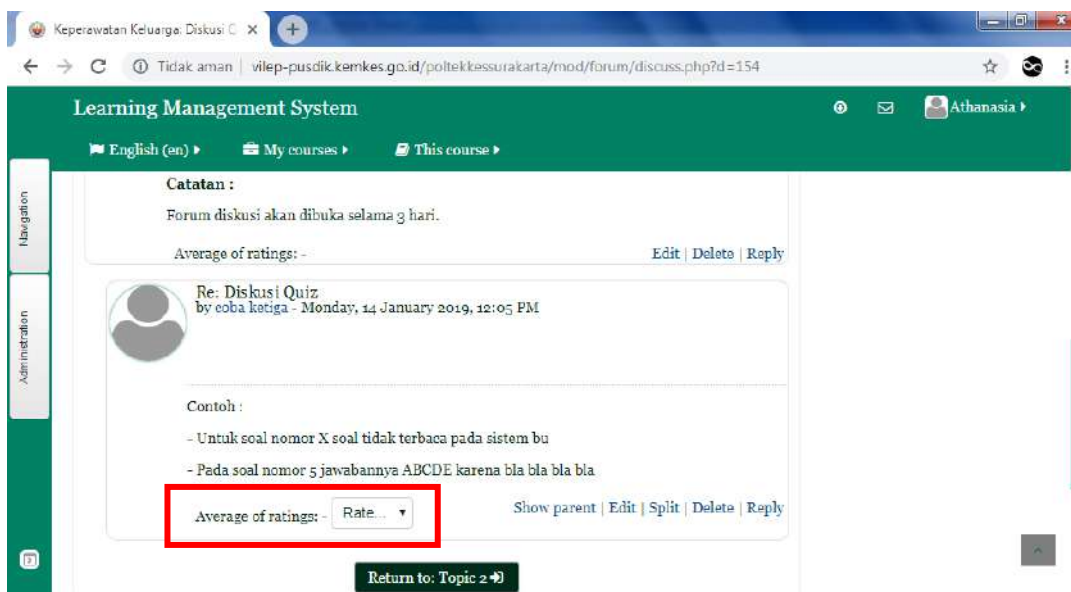 Keperawatan Keluarga: Diskusi
Tidak aman | vilep-pusdik.kemkes.go.id/poltekkessurakarta/mod/forum/discuss.php?d=154
Learning Management System
Athanasia
English (en) My courses This course
Navigation
Administration
Catatan :
Forum diskusi akan dibuka selama 3 hari.
Average of ratings: - Edit | Delete | Reply
Re: Diskusi Quiz
by coba ketiga - Monday, 14 January 2019, 12:05 PM
Contoh :
- Untuk soal nomor X soal tidak terbaca pada sistem bu
- Pada soal nomor 5 jawabannya ABCDE karena bla bla bla bla
Average of ratings: - Rate... Show parent | Edit | Split | Delete | Reply
Return to: Topic 2